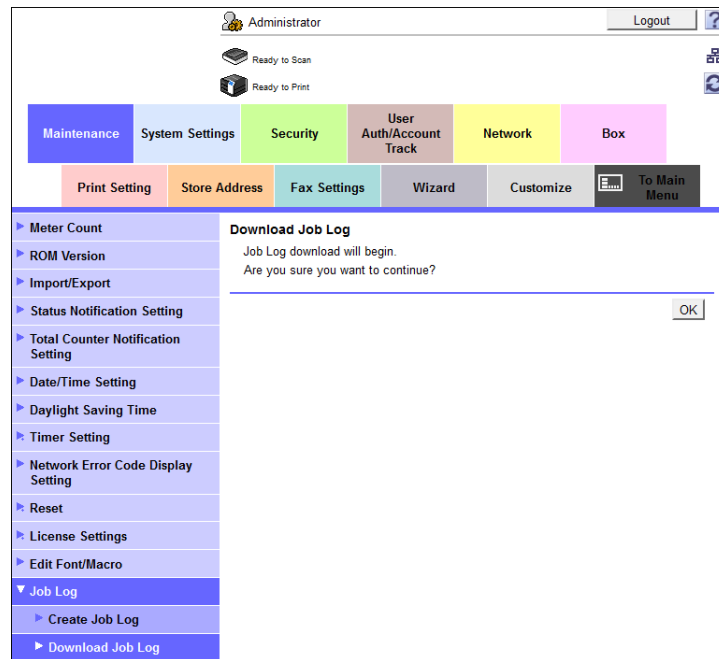 Administrator
Logout
?
Ready to Scan
Ready to Print
Maintenance
System Settings
Security
User
Auth/Account
Track
Network
Box
Print Setting
Store Address
Fax Settings
Wizard
Customize
To Main
Menu
Meter Count
ROM Version
Import/Export
Status Notification Setting
Total Counter Notification
Setting
Date/Time Setting
Daylight Saving Time
Timer Setting
Network Error Code Display
Setting
Reset
License Settings
Edit Font/Macro
Job Log
Create Job Log
Download Job Log
Download Job Log
Job Log download will begin.
Are you sure you want to continue?
OK